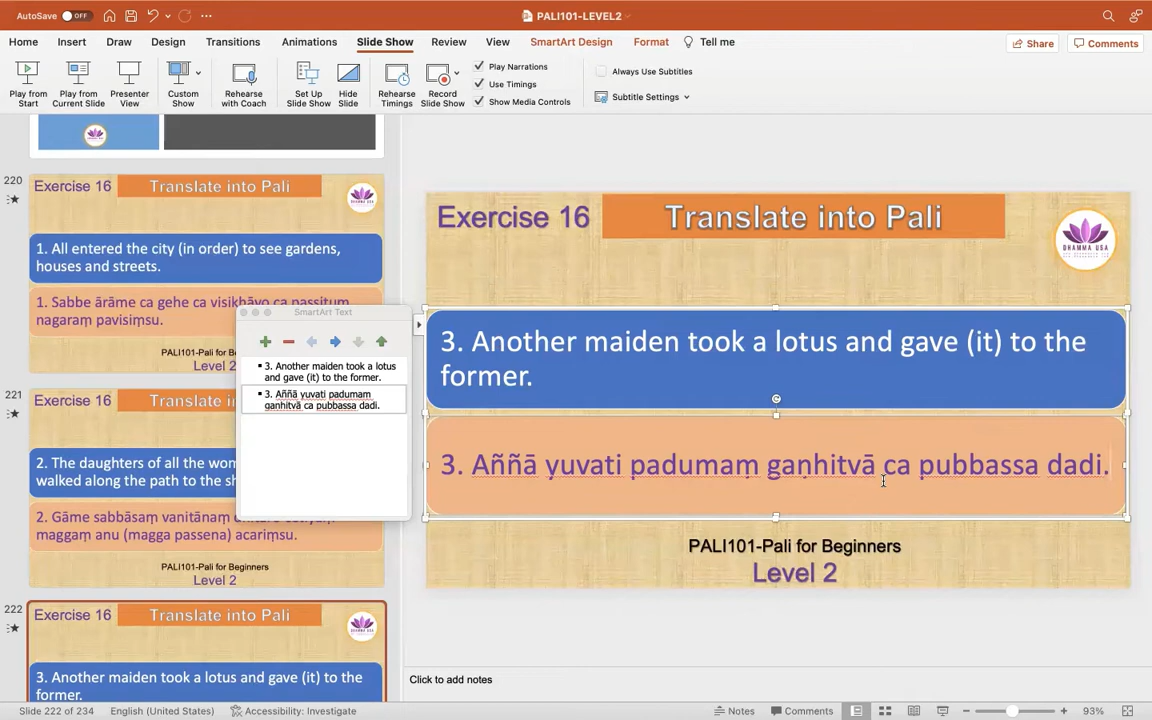 AutoSave OFF
PALI101-LEVEL2
Home Insert Draw Design Transitions Animations Slide Show Review View SmartArt Design Format Tell me
Share Comments
Play from Start
Play from Current Slide
Presenter View
Custom Show
Rehearse with Coach
Set Up Slide Show
Hide Slide
Rehearse Timings
Record Slide Show
Play Narrations
Use Timings
Show Media Controls
Always Use Subtitles
Subtitle Settings
220
Exercise 16 Translate into Pali
1. All entered the city (in order) to see gardens,
houses and streets.
1. Sabbe ārāme ca gehe ca visikhāyo ca passitum
nagaraṃ pavisiṃsu.
PALI101-Pali for Be
Level 2
221
Exercise 16 Translate i
2. The daughters of all the wom
walked along the path to the sh
2. Gāme sabbāsaṃ vanitānaṃ
maggaṃ anu (magga passena) acariṃsu.
PALI101-Pali for Beginners
Level 2
222
Exercise 16 Translate into Pali
3. Another maiden took a lotus and gave (it) to the
former.
SmartArt Text
3. Another maiden took a lotus
and gave (it) to the former.
3. Aññā yuvati padumaṃ
gaṇhitvā ca pubbassa dadi.
Exercise 16 Translate into Pali
DHAMMA USA
3. Another maiden took a lotus and gave (it) to the
former.
3. Aññā yuvati padumaṃ gaṇhitvā ca pubbassa dadi.
PALI101-Pali for Beginners
Level 2
Click to add notes
Slide 222 of 234 English (United States) Accessibility: Investigate
Notes Comments 93%